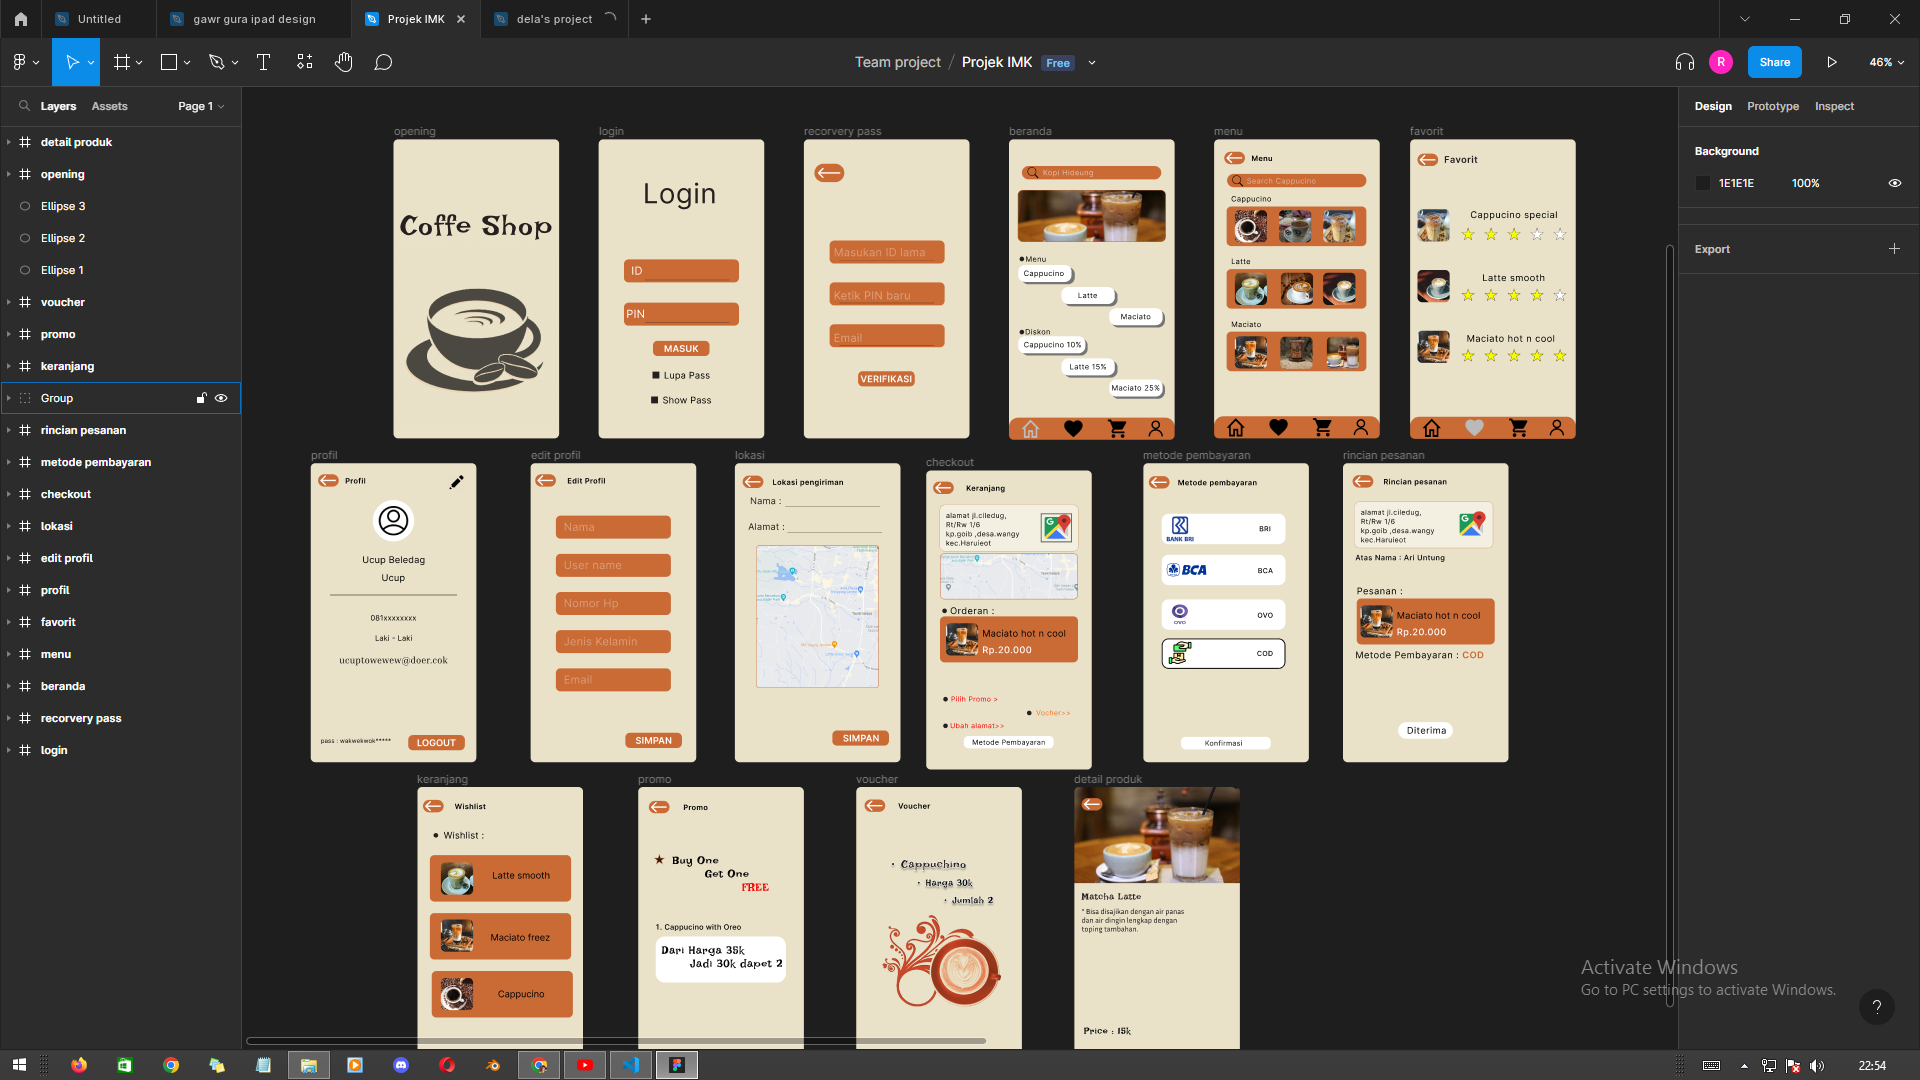 Untitled
gawr gura ipad design
Projek IMK
dela's project
Team project / Projek IMK Free
R
Share
46%
Layers
Assets
Page 1
detail produk
opening
Ellipse 3
Ellipse 2
Ellipse 1
voucher
promo
keranjang
Group
rincian pesanan
metode pembayaran
checkout
lokasi
edit profil
profil
favorit
menu
beranda
recorvery pass
login
Design
Prototype
Inspect
Background
1E1E1E
100%
Export
opening
Coffe Shop
login
Login
ID
PIN
MASUK
Lupa Pass
Show Pass
recorvery pass
Masukan ID lama
Ketik PIN baru
Email
VERIFIKASI
beranda
Kopi Hideung
Menu
Cappucino
Latte
Maciato
Diskon
Cappucino 10%
Latte 15%
Maciato 25%
menu
Menu
Search Cappucino
Cappucino
Latte
Maciato
favorit
Favorit
Cappucino special
Latte smooth
Maciato hot n cool
profil
Profil
Ucup Beledag
Ucup
081xxxxxxxx
Laki - Laki
ucuptowewew@doer.cok
pass : wakwekwok*****
LOGOUT
edit profil
Edit Profil
Nama
User name
Nomor Hp
Jenis Kelamin
Email
SIMPAN
lokasi
Lokasi pengiriman
Nama :
Alamat :
SIMPAN
checkout
Keranjang
alamat jl.ciledug,
Rt/Rw 1/6
kp.goib ,desa.wangy
kec.Haruieot
Orderan :
Maciato hot n cool
Rp.20.000
Pilih Promo >
Vocher>>
Ubah alamat>>
Metode Pembayaran
metode pembayaran
Metode pembayaran
BANK BRI
BRI
BCA
BCA
OVO
OVO
COD
Konfirmasi
rincian pesanan
Rincian pesanan
alamat jl.ciledug,
Rt/Rw 1/6
kp.goib ,desa.wangy
kec.Haruieot
Atas Nama : Ari Untung
Pesanan :
Maciato hot n cool
Rp.20.000
Metode Pembayaran : COD
Diterima
keranjang
Wishlist
Wishlist :
Latte smooth
Maciato freez
Cappucino
promo
Promo
Buy One
Get One
FREE
1. Cappucino with Oreo
Dari Harga 35k
Jadi 30k dapet 2
voucher
Voucher
Cappuchino
Harga 30k
Jumlah 2
detail produk
Matcha Latte
* Bisa disajikan dengan air panas
dan air dingin lengkap dengan
toping tambahan.
Price : 15k
Activate Windows
Go to PC settings to activate Windows.
?
22:54